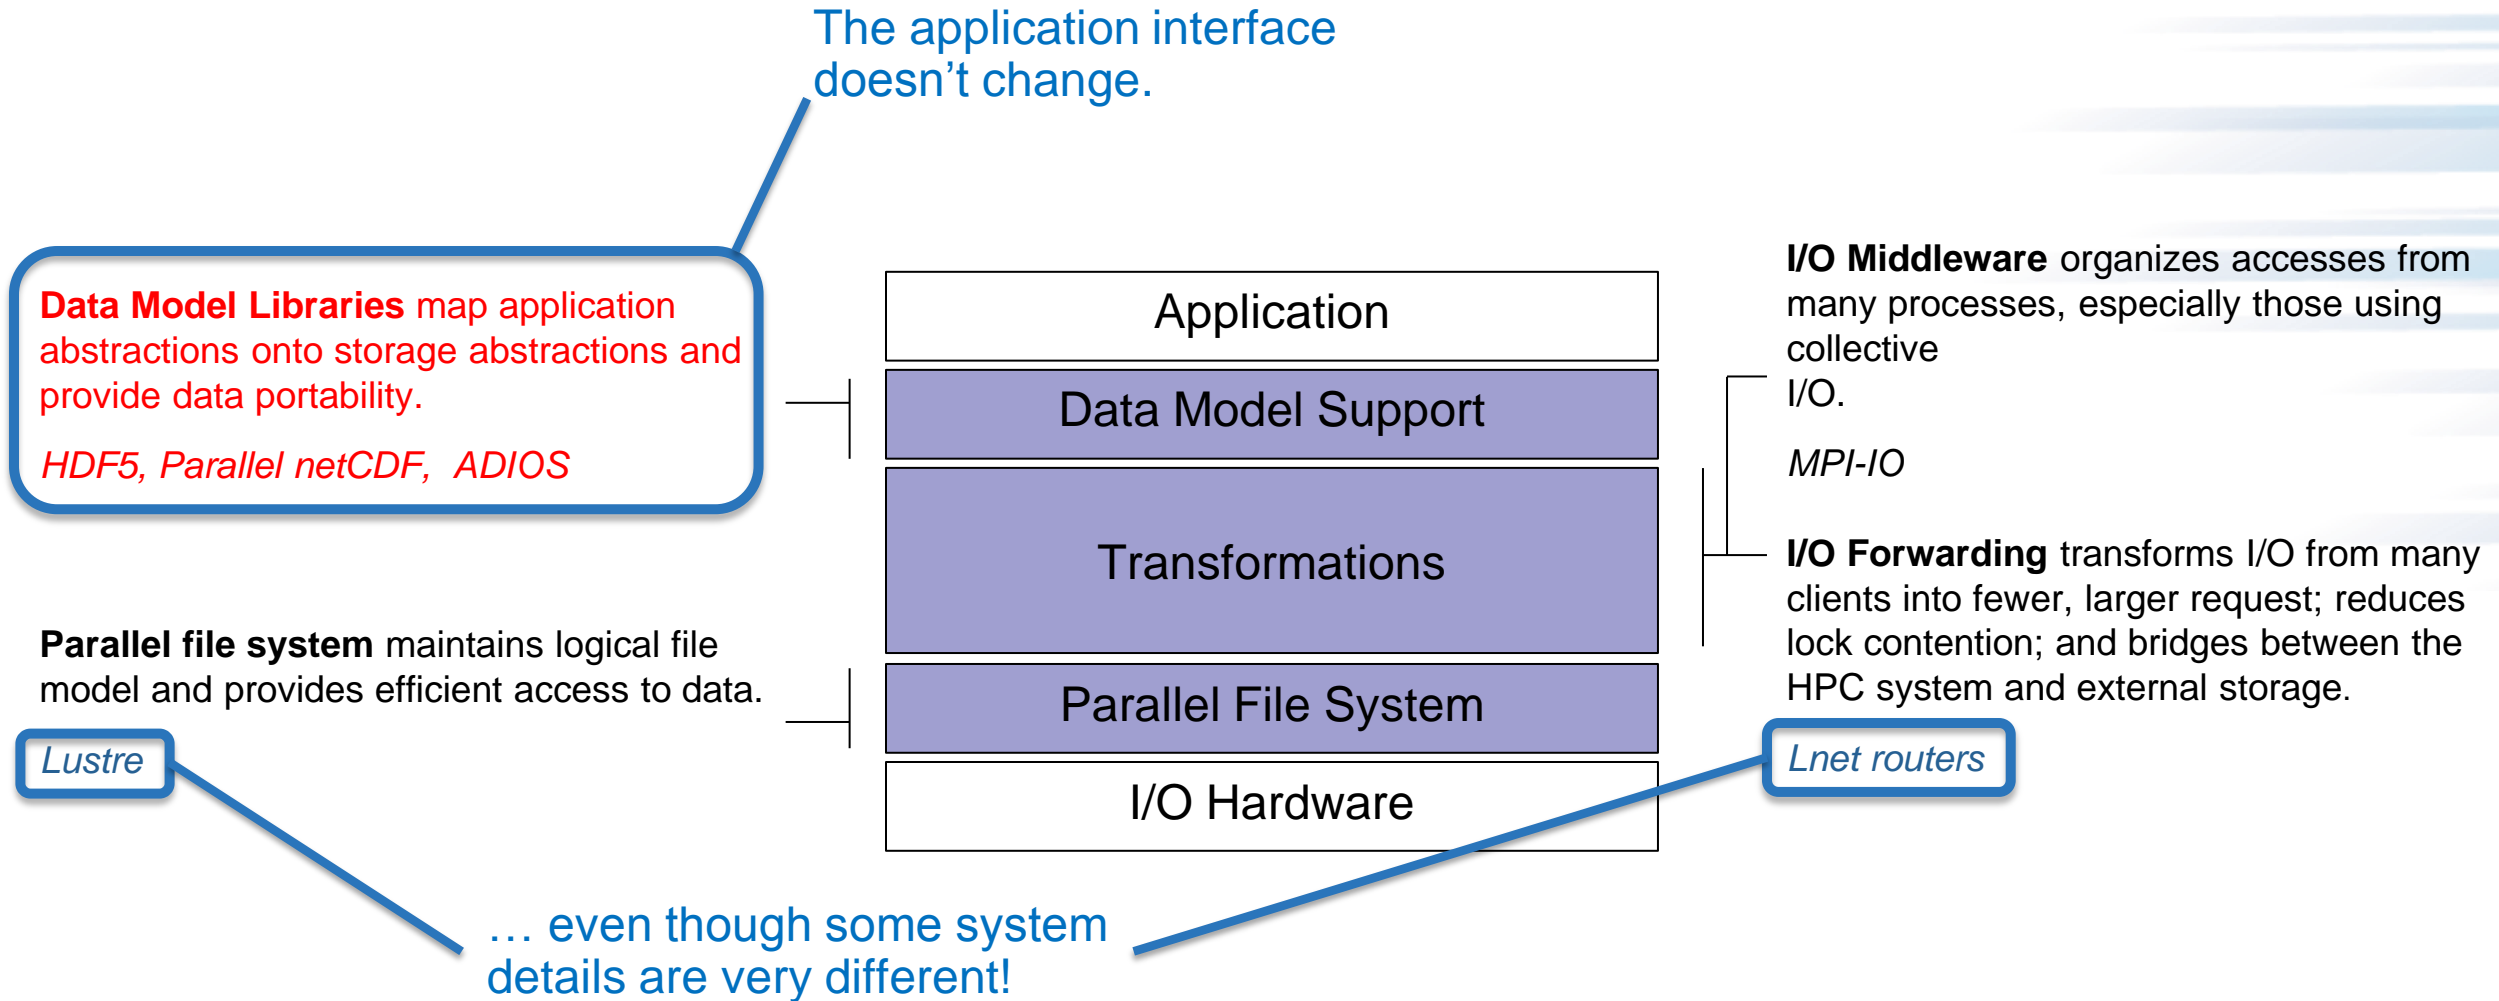 The application interface
doesn’t change.
Data Model Libraries map application
abstractions onto storage abstractions and
provide data portability.
HDF5, Parallel netCDF, ADIOS
Parallel file system maintains logical file
model and provides efficient access to data.
Lustre
Application
Data Model Support
Transformations
Parallel File System
I/O Hardware
I/O Middleware organizes accesses from
many processes, especially those using
collective
I/O.
MPI-IO
I/O Forwarding transforms I/O from many
clients into fewer, larger request; reduces
lock contention; and bridges between the
HPC system and external storage.
Lnet routers
… even though some system
details are very different!